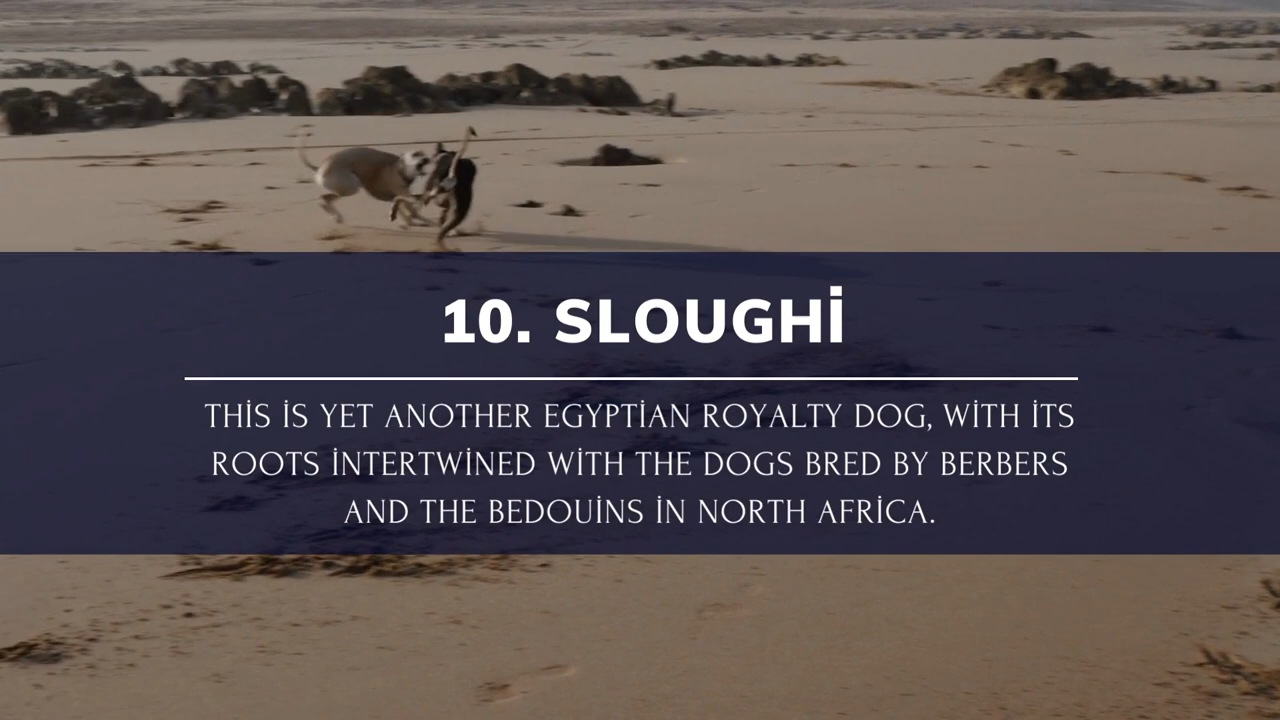 10. SLOUGHİ
THİS İS YET ANOTHER EGYPTİAN ROYALTY DOG, WİTH İTS
ROOTS İNTERTWİNED WİTH THE DOGS BRED BY BERBERS
AND THE BEDOUİNS İN NORTH AFRİCA.